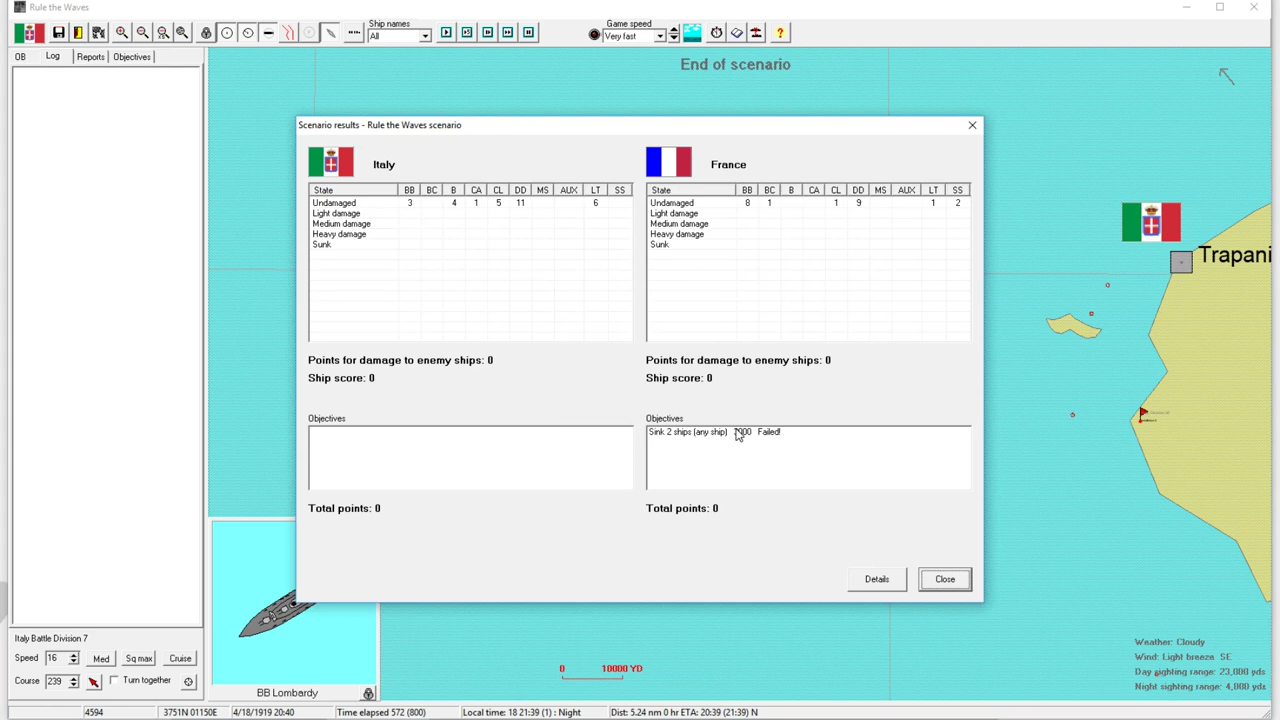 Rule the Waves
Ship names
All
Game speed
Very fast
OB Log Reports Objectives
End of scenario
Scenario results - Rule the Waves scenario
Italy
State BB BC B CA CL DD MS AUX LT SS
Undamaged 3 4 1 5 11 6
Light damage
Medium damage
Heavy damage
Sunk
Points for damage to enemy ships: 0
Ship score: 0
Objectives
Total points: 0
France
State BB BC B CA CL DD MS AUX LT SS
Undamaged 8 1 1 9 1 2
Light damage
Medium damage
Heavy damage
Sunk
Points for damage to enemy ships: 0
Ship score: 0
Objectives
Sink 2 ships (any ship) Failed!
Total points: 0
Details Close
Trapani
Italy Battle Division 7
Speed 16 Med Sq max Cruise
Course 239 Turn together
BB Lombardy
0 10000 YD
Weather: Cloudy
Wind: Light breeze SE
Day sighting range: 23,000 yds
Night sighting range: 4,000 yds
4594 3751N 01150E 4/18/1919 20:40 Time elapsed 572 (800) Local time: 18 21:39 (1) : Night Dist: 5.24 nm 0 hr ETA: 20:39 (21:39) N